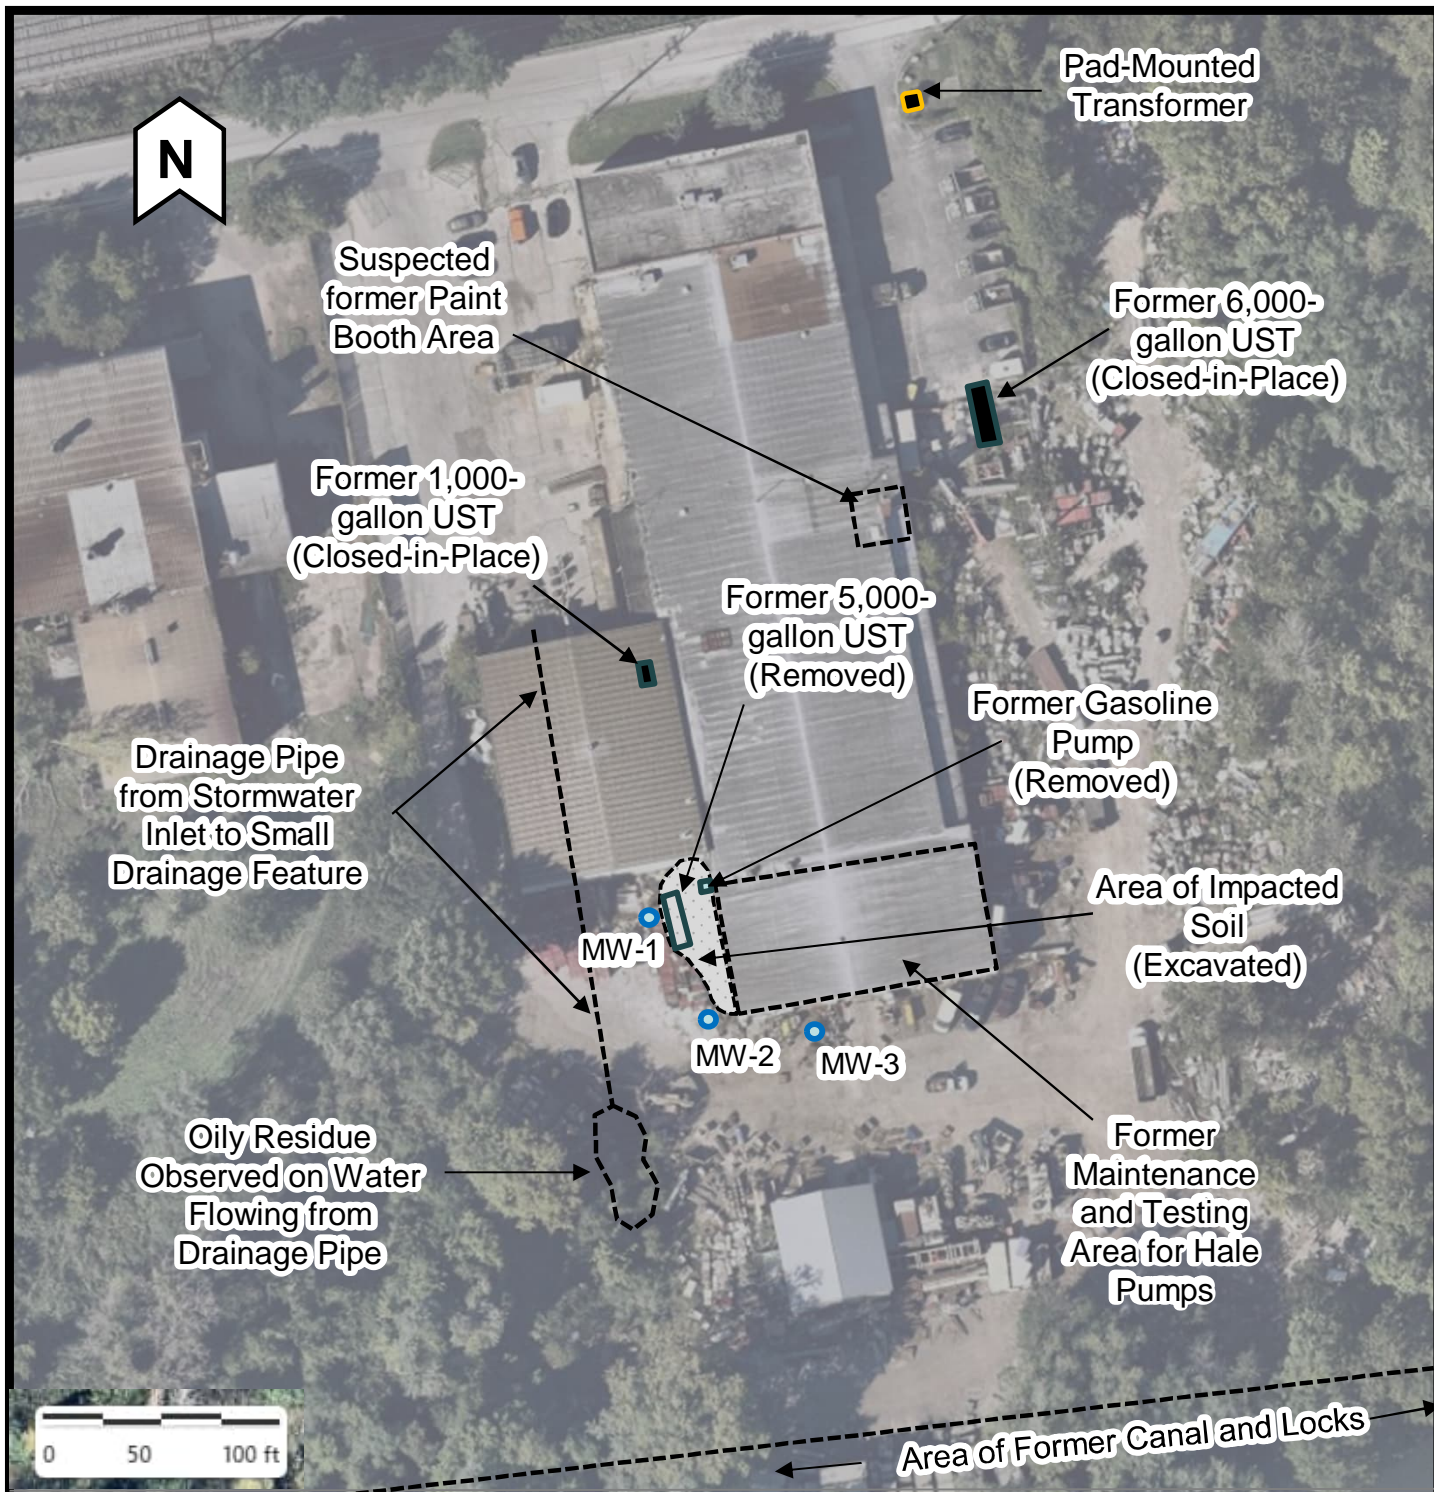 Pad-Mounted
Transformer
N
Suspected
former Paint
Booth Area
Former 6,000-
gallon UST
(Closed-in-Place)
Former 1,000-
gallon UST
(Closed-in-Place)
Former 5,000-
gallon UST
(Removed)
Former Gasoline
Pump
(Removed)
Drainage Pipe
from Stormwater
Inlet to Small
Drainage Feature
Area of Impacted
Soil
(Excavated)
MW-1
MW-2
MW-3
Oily Residue
Observed on Water
Flowing from
Drainage Pipe
Former
Maintenance
and Testing
Area for Hale
Pumps
Area of Former Canal and Locks
0 50 100 ft